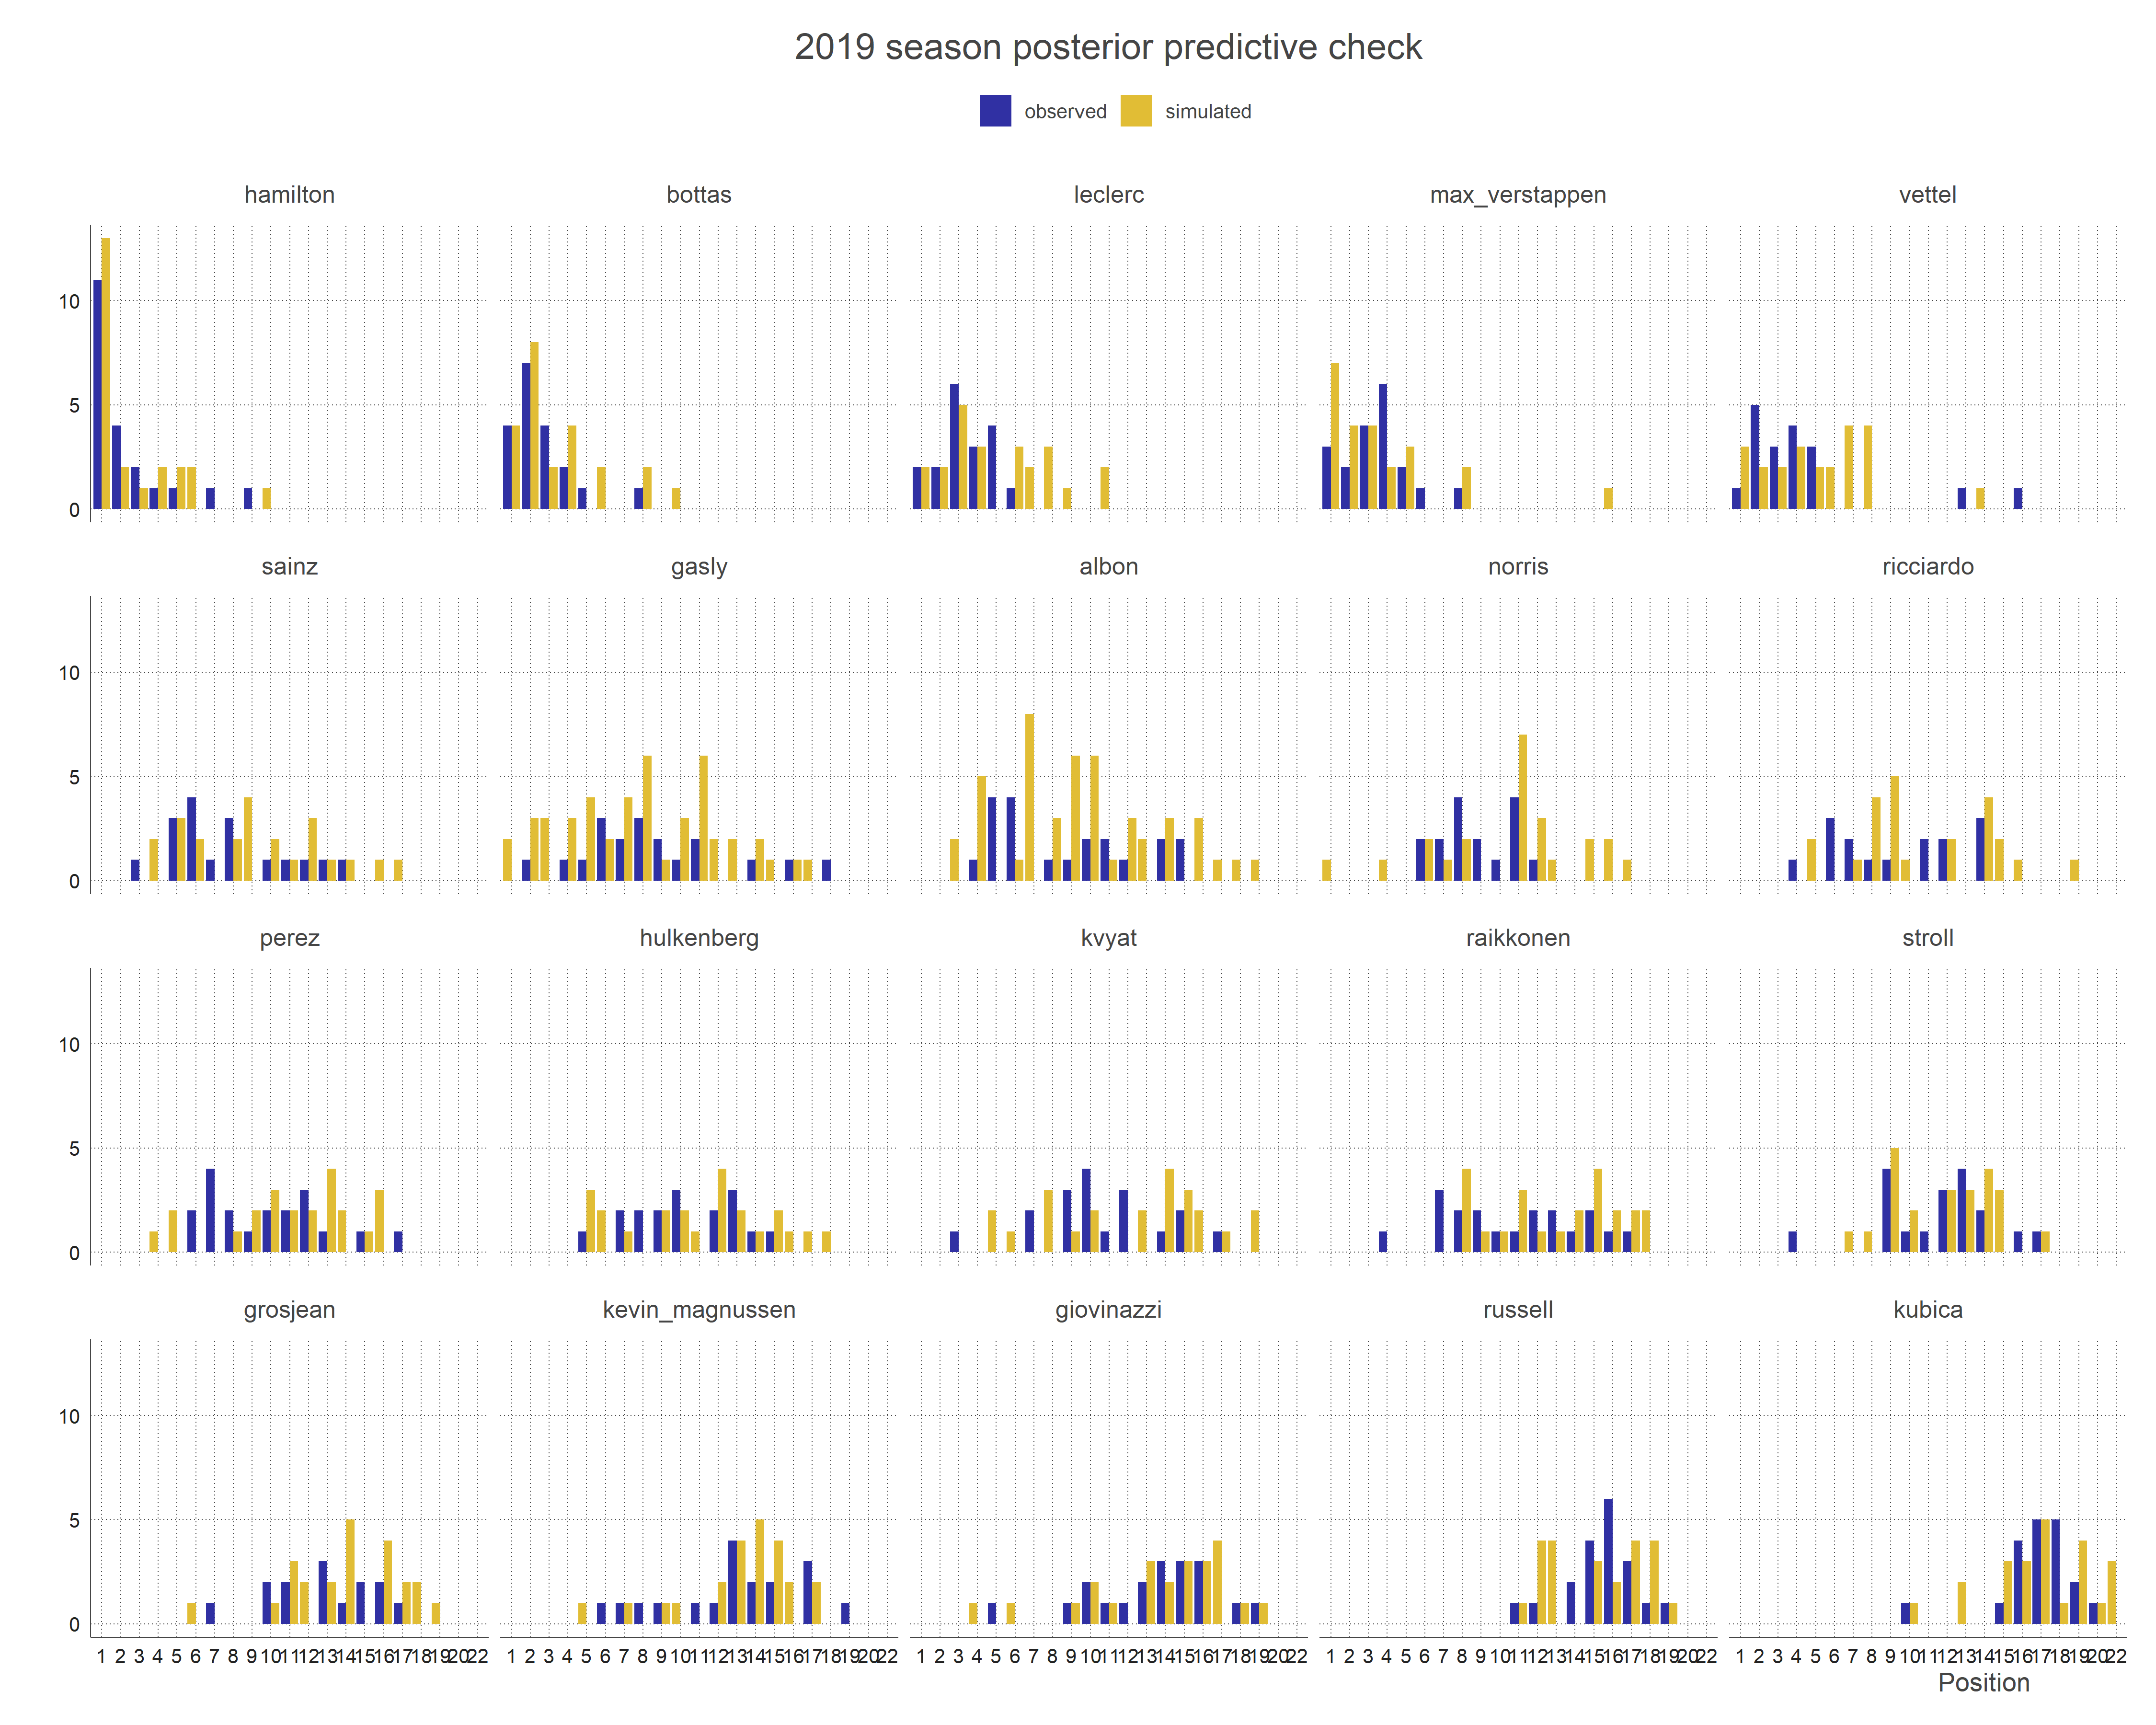 2019 season posterior predictive check
observed simulated
hamilton bottas leclerc max_verstappen vettel
10
5
0
sainz gasly albon norris ricciardo
10
5
0
perez hulkenberg kvyat raikkonen stroll
10
5
0
grosjean kevin_magnussen giovinazzi russell kubica
10
5
0
1 2 3 4 5 6 7 8 9 10 11 12 13 14 15 16 17 18 19 20 22 1 2 3 4 5 6 7 8 9 10 11 12 13 14 15 16 17 18 19 20 22 1 2 3 4 5 6 7 8 9 10 11 12 13 14 15 16 17 18 19 20 22 1 2 3 4 5 6 7 8 9 10 11 12 13 14 15 16 17 18 19 20 22 1 2 3 4 5 6 7 8 9 10 11 12 13 14 15 16 17 18 19 20 22
Position